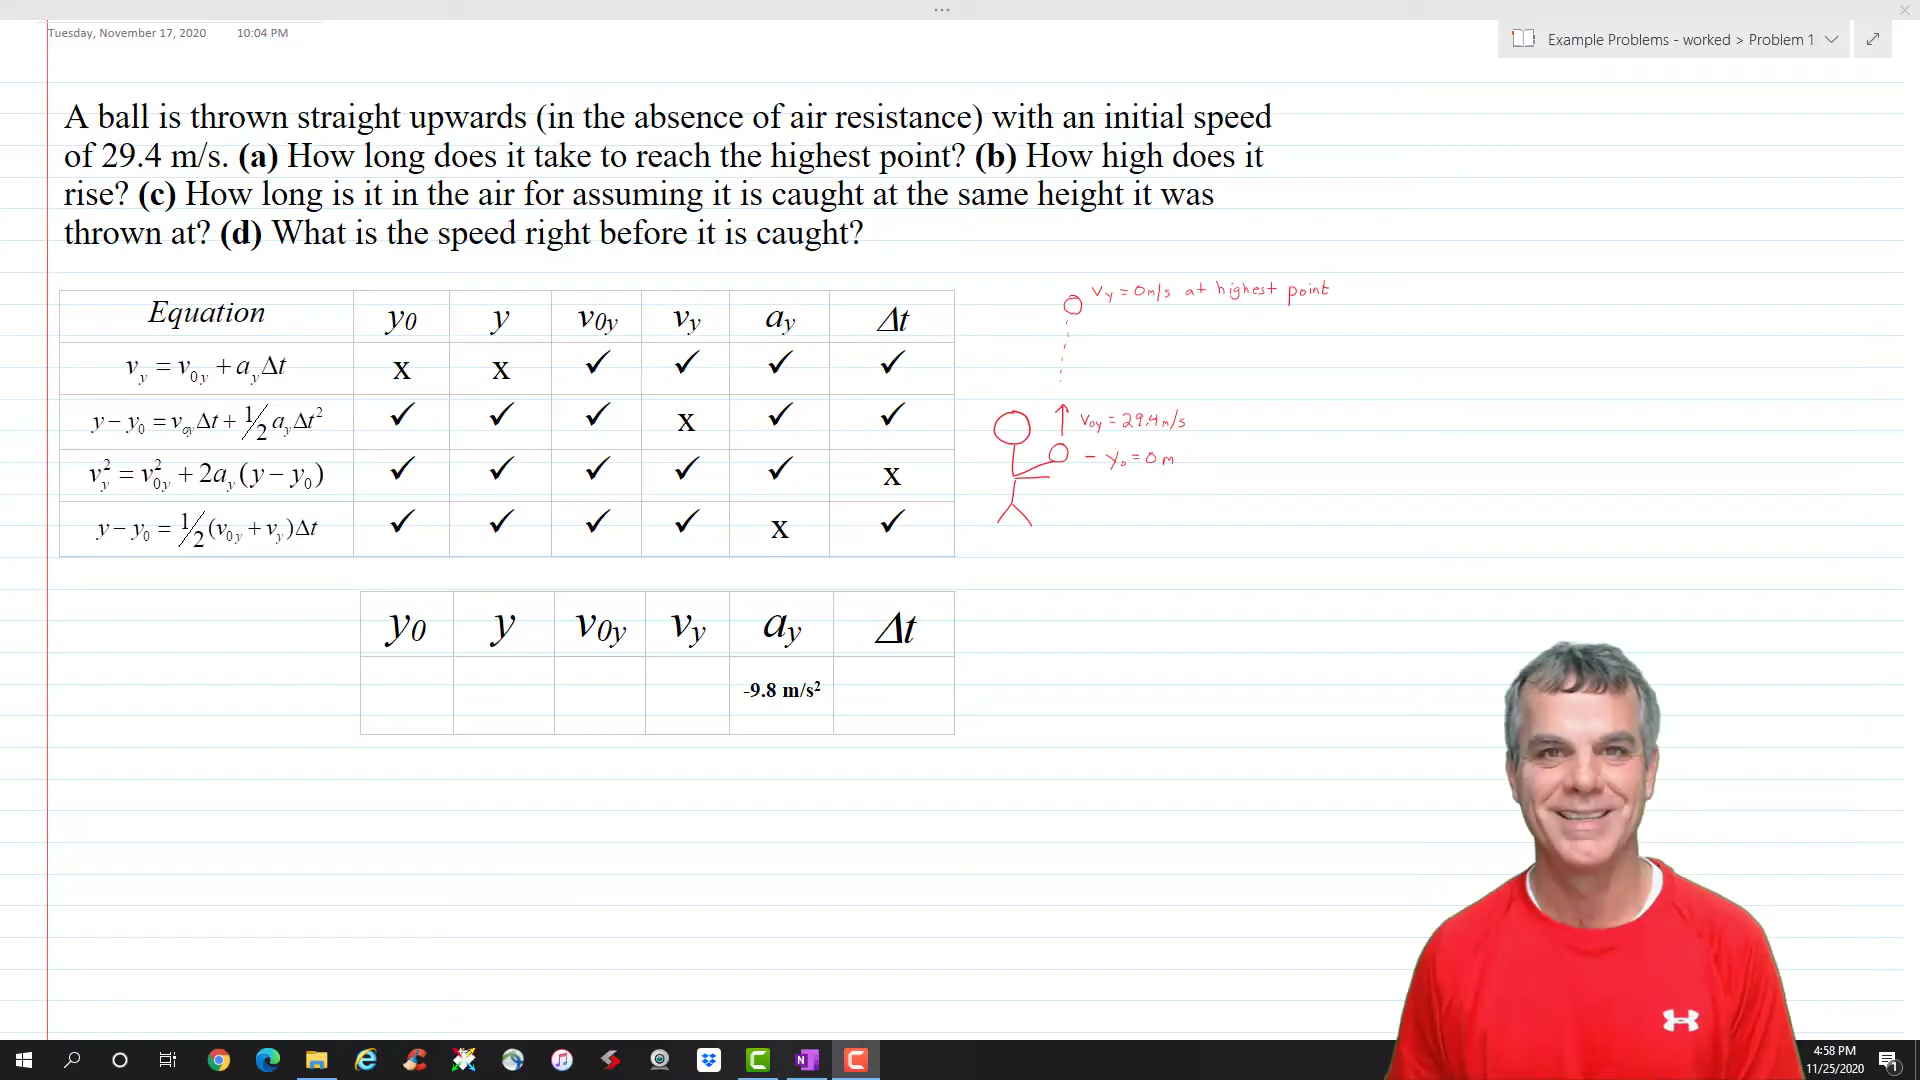 Tuesday, November 17, 2020 10:04 PM
Example Problems - worked > Problem 1
A ball is thrown straight upwards (in the absence of air resistance) with an initial speed
of 29.4 m/s. (a) How long does it take to reach the highest point? (b) How high does it
rise? (c) How long is it in the air for assuming it is caught at the same height it was
thrown at? (d) What is the speed right before it is caught?
Equation y0 y v0y vy ay Δt
vy = v0y + ayΔt x x ✓ ✓ ✓ ✓
y − y0 = v0yΔt + 1/2 ayΔt² ✓ ✓ ✓ x ✓ ✓
vy² = v0y² + 2ay(y − y0) ✓ ✓ ✓ ✓ ✓ x
y − y0 = 1/2(v0y + vy)Δt ✓ ✓ ✓ ✓ x ✓
vy = 0m/s at highest point
v0y = 29.4m/s
- y0 = 0m
y0 y v0y vy ay Δt
-9.8 m/s²
4:58 PM
11/25/2020